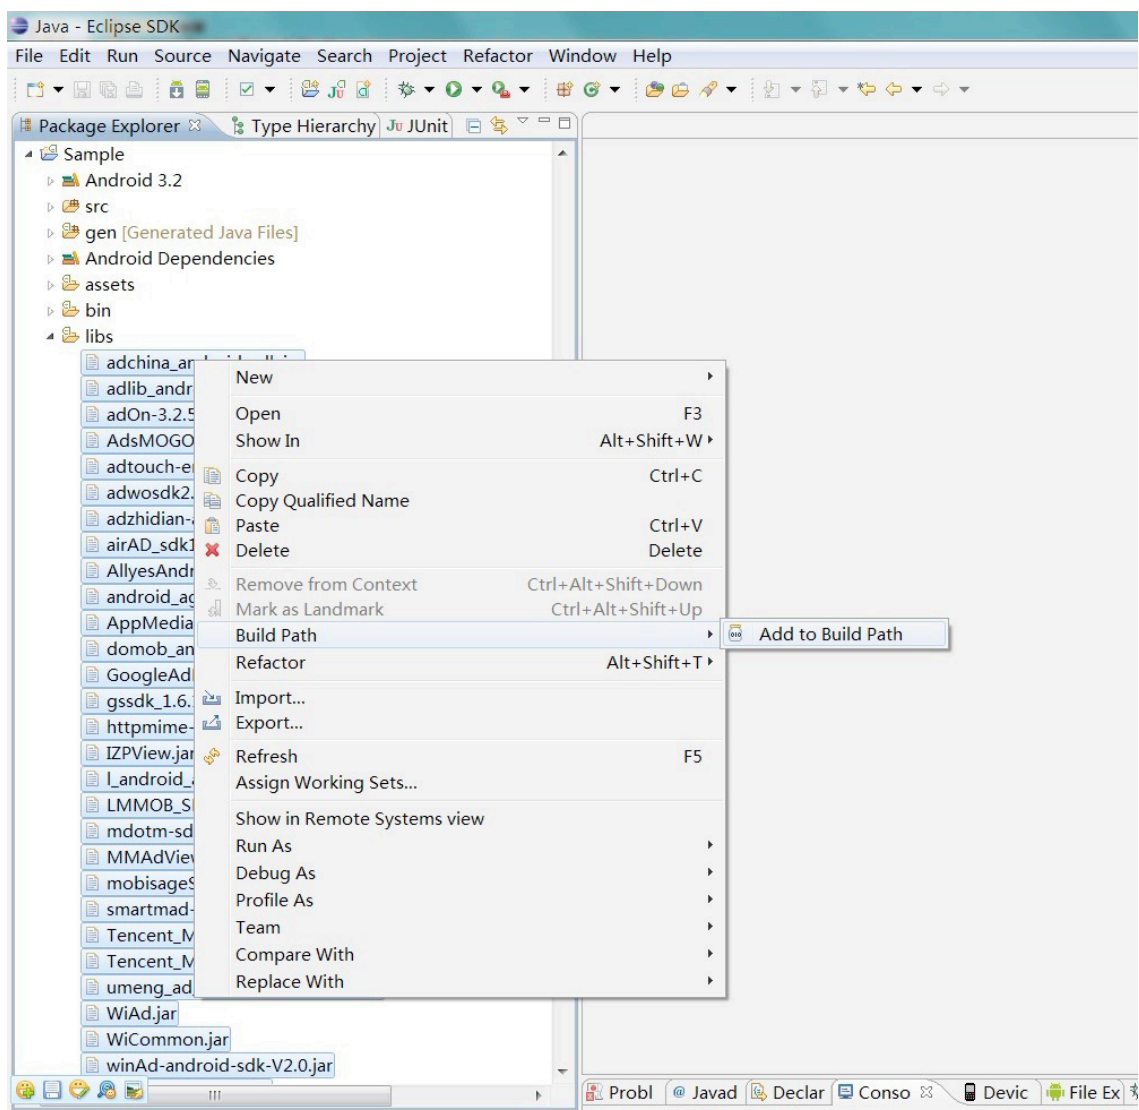 Java - Eclipse SDK
File Edit Run Source Navigate Search Project Refactor Window Help
Package Explorer Type Hierarchy Ju JUnit
Sample
Android 3.2
src
gen [Generated Java Files]
Android Dependencies
assets
bin
libs
adchina_an
adlib_andr
adOn-3.2.5
AdsMOGO
adtouch-e
adwosdk2.
adzhidian-
airAD_sdk1
AllyesAndr
android_ag
AppMedia
domob_an
GoogleAd
gssdk_1.6.
httpmime-
IZPView.jar
l_android_
LMMOB_S
mdotm-sd
MMAdView
mobisageS
smartmad-
Tencent_M
Tencent_M
umeng_ad
WiAd.jar
WiCommon.jar
winAd-android-sdk-V2.0.jar
New
Open F3
Show In Alt+Shift+W
Copy Ctrl+C
Copy Qualified Name
Paste Ctrl+V
Delete Delete
Remove from Context Ctrl+Alt+Shift+Down
Mark as Landmark Ctrl+Alt+Shift+Up
Build Path
Add to Build Path
Refactor Alt+Shift+T
Import...
Export...
Refresh F5
Assign Working Sets...
Show in Remote Systems view
Run As
Debug As
Profile As
Team
Compare With
Replace With
Probl @ Javad Declar Conso Devic File Ex